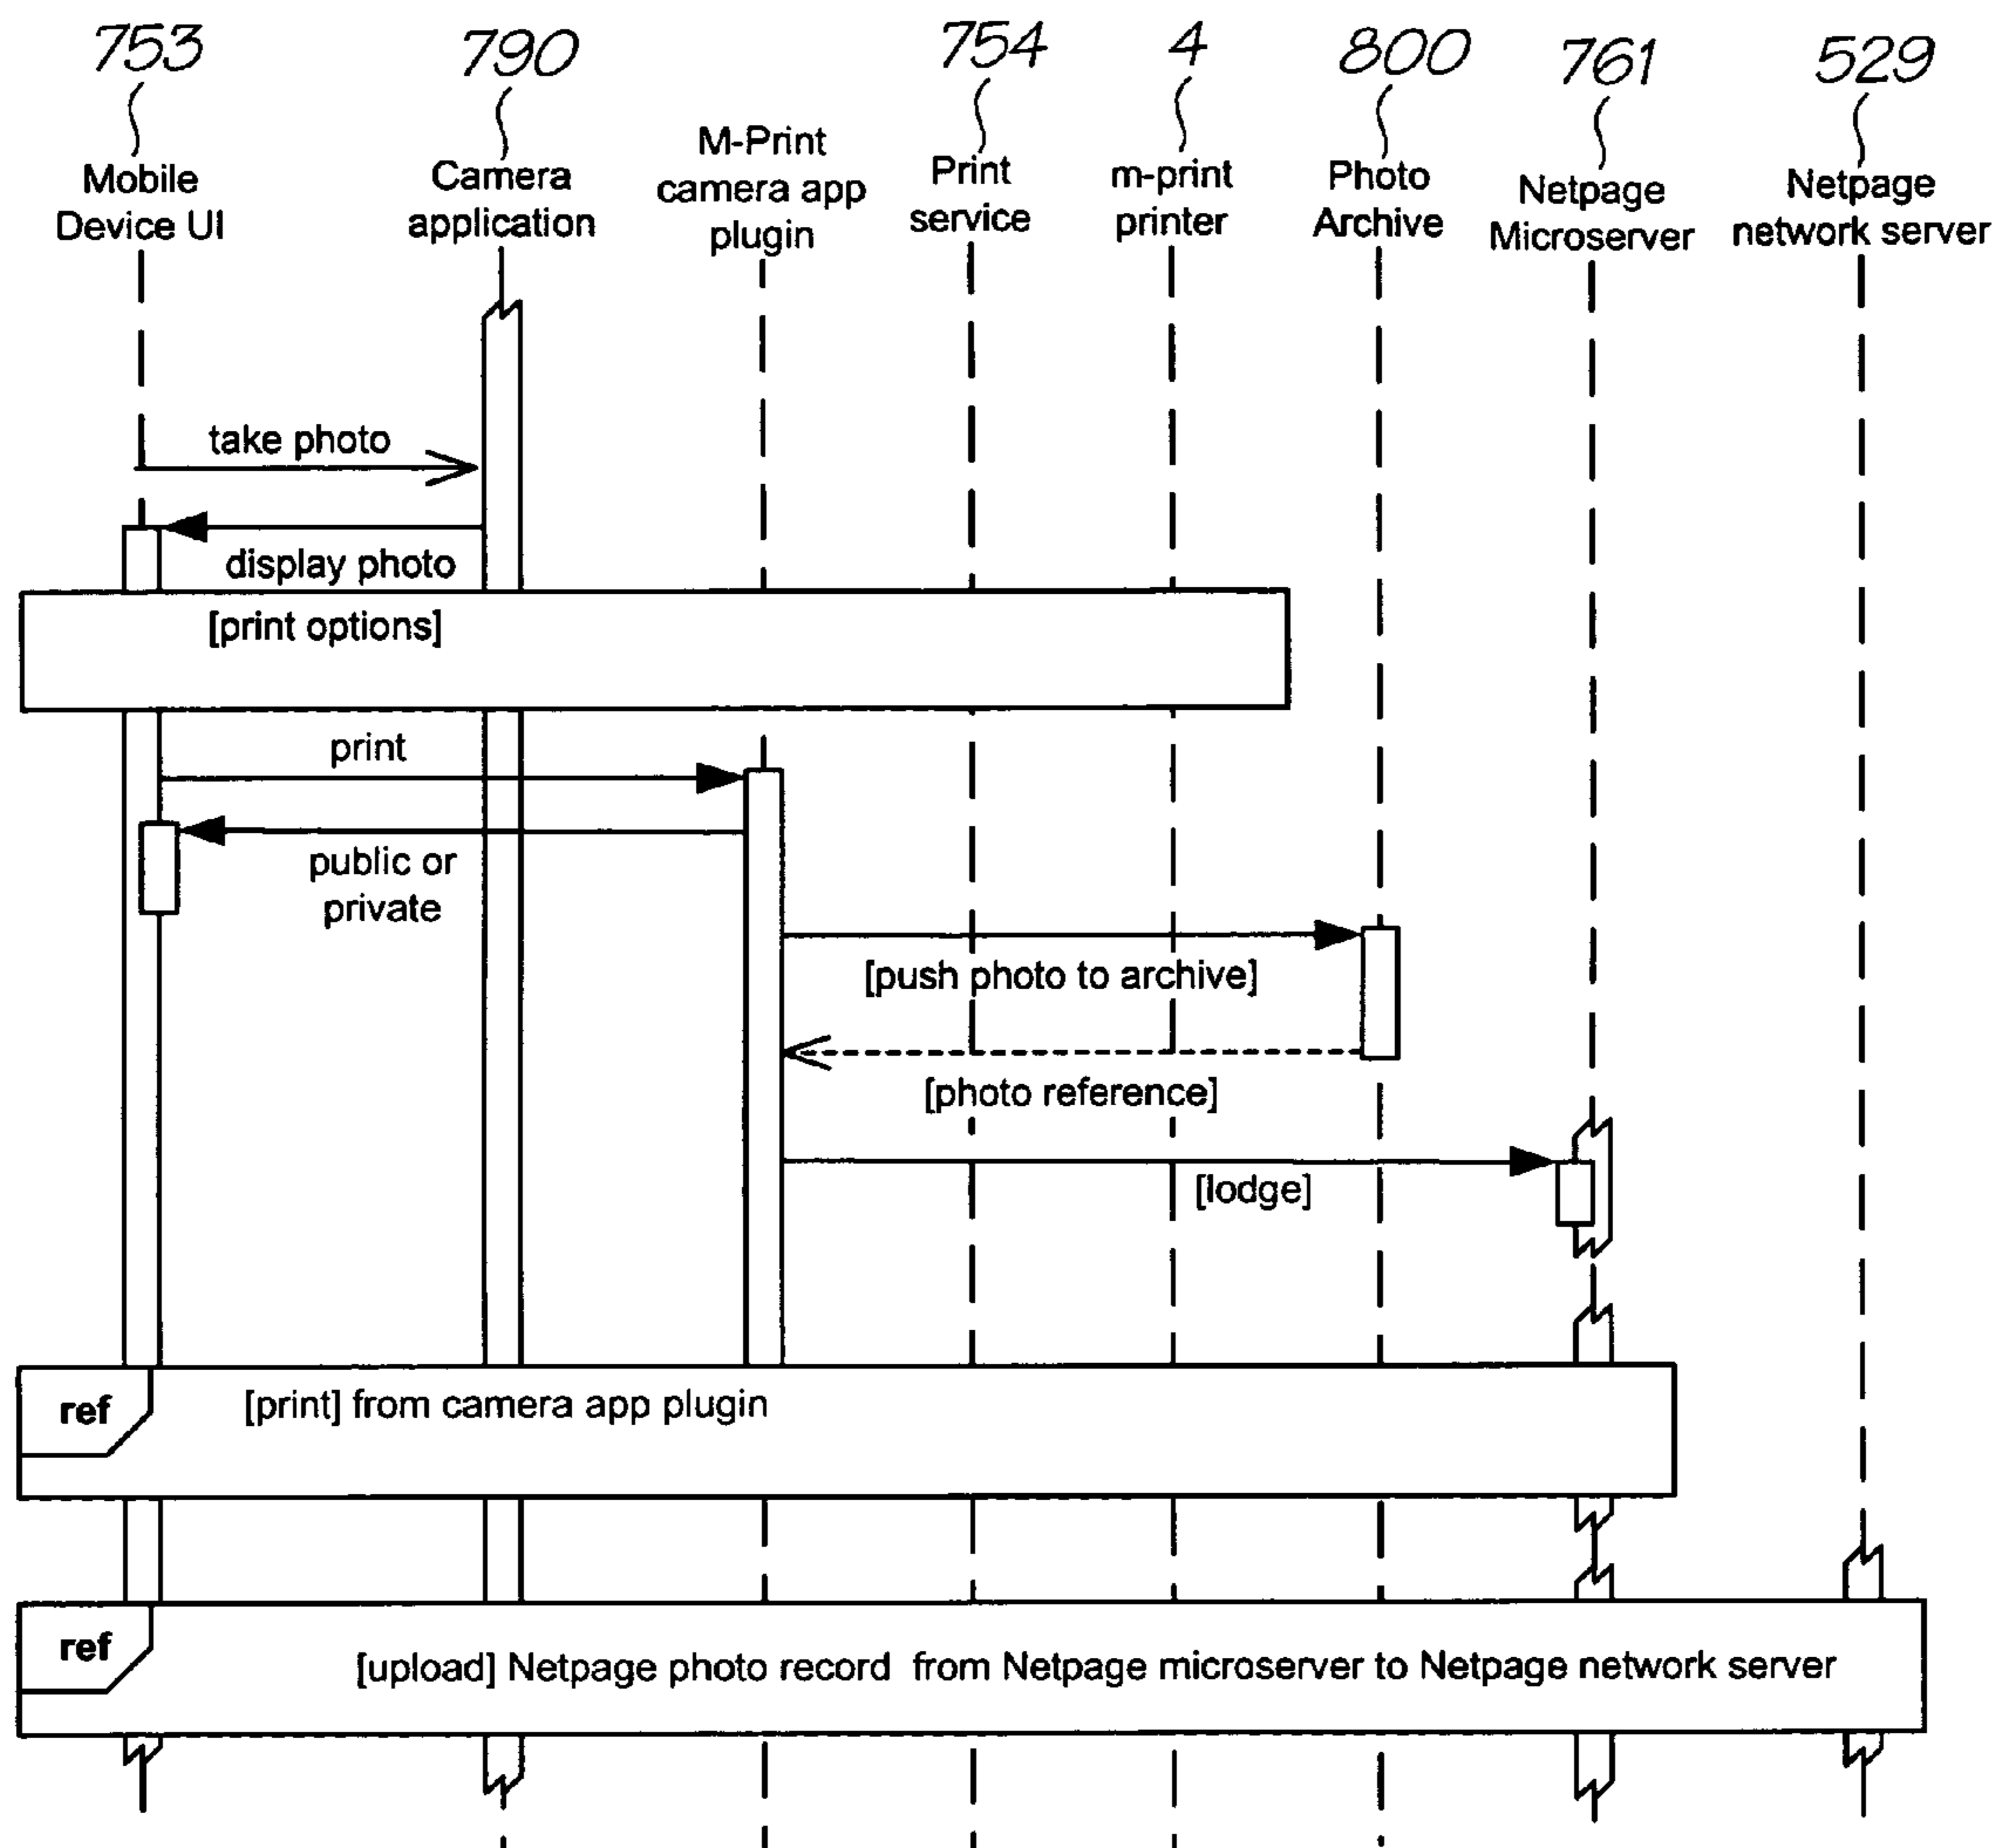 753
790
754
4
800
761
529
Mobile
Device UI
Camera
application
M-Print
camera app
plugin
Print
service
m-print
printer
Photo
Archive
Netpage
Microserver
Netpage
network server
take photo
display photo
[print options]
print
public or
private
[push photo to archive]
[photo reference]
[lodge]
ref
[print] from camera app plugin
ref
[upload] Netpage photo record from Netpage microserver to Netpage network server